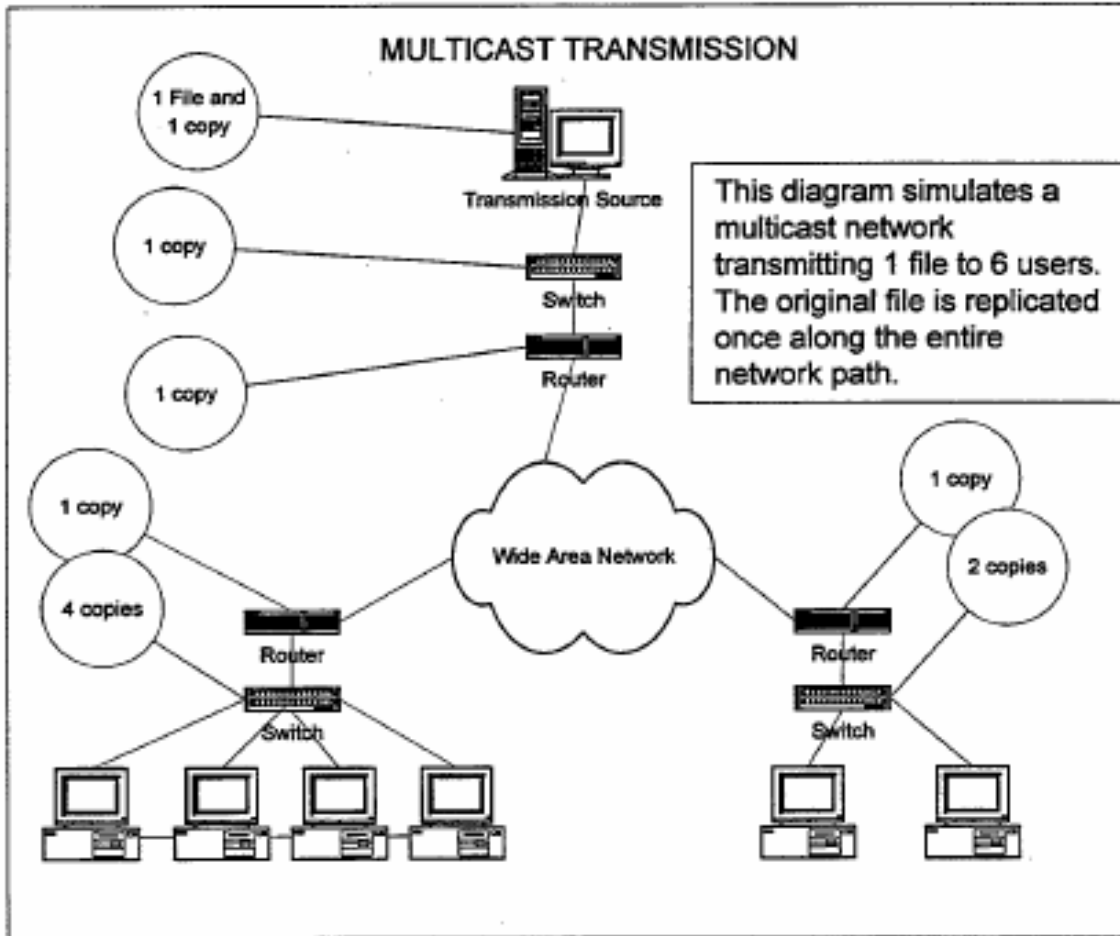 MULTICAST TRANSMISSION
1 File and
1 copy
Transmission Source
This diagram simulates a
multicast network
transmitting 1 file to 6 users.
The original file is replicated
once along the entire
network path.
1 copy
Switch
1 copy
Router
1 copy
4 copies
Wide Area Network
1 copy
2 copies
Router
Switch
Router
Switch